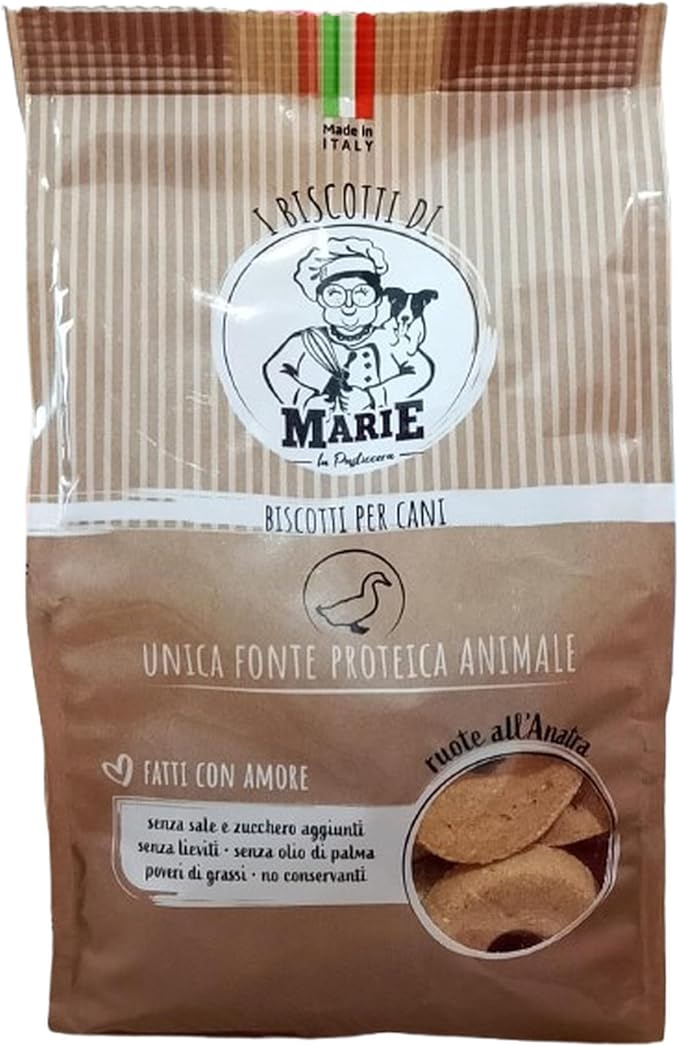 Made in
ITALY
I BISCOTTI DI
MARIE
la Pasticcera
BISCOTTI PER CANI
UNICA FONTE PROTEICA ANIMALE
ruote all'Anatra
FATTI CON AMORE
senza sale e zucchero aggiunti
senza lieviti • senza olio di palma
poveri di grassi • no conservanti